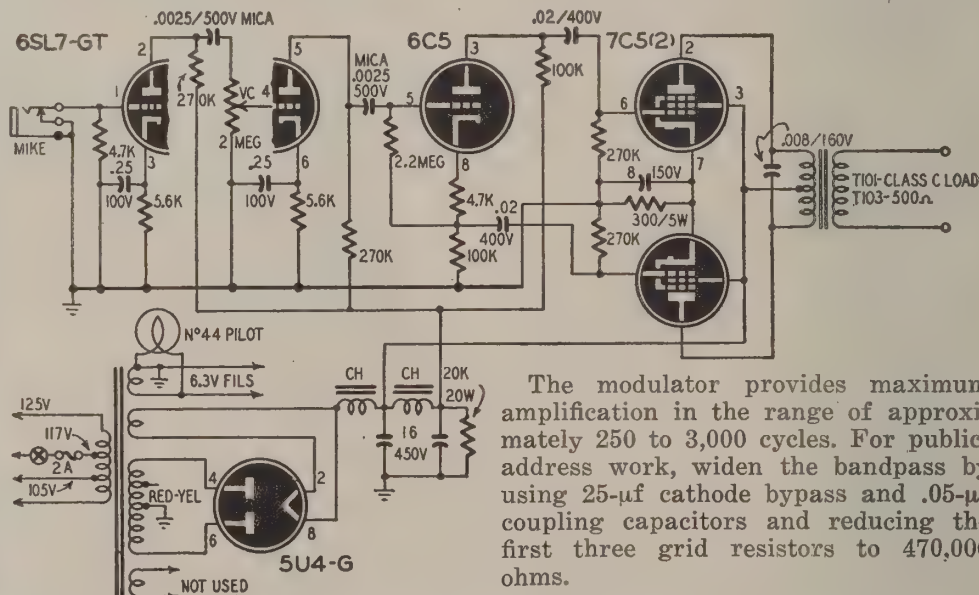 .0025/500V MICA
.02/400V
6SL7-GT
6C5
7C5(2)
2
5
3
2
MICA
.0025
500V
270K
100K
1
VC
4
5
6
3
2
MEG
MIKE
4.7K
3
.25
100V
5.6K
.25
100V
6
5.6K
2.2MEG
8
4.7K
.02
400V
100K
270K
270K
8
150V
300/5W
270K
7
.008/160V
T101-CLASS C LOAD
T103-500Ω
Nº44 PILOT
6.3V FILS
125V
117V
2A
105V
RED-YEL
4
6
2
8
5U4-G
NOT USED
CH
CH
20K
20W
16
450V
The modulator provides maximum
amplification in the range of approxi-
mately 250 to 3,000 cycles. For public-
address work, widen the bandpass by
using 25-μf cathode bypass and .05-μ
coupling capacitors and reducing the
first three grid resistors to 470,000
ohms.